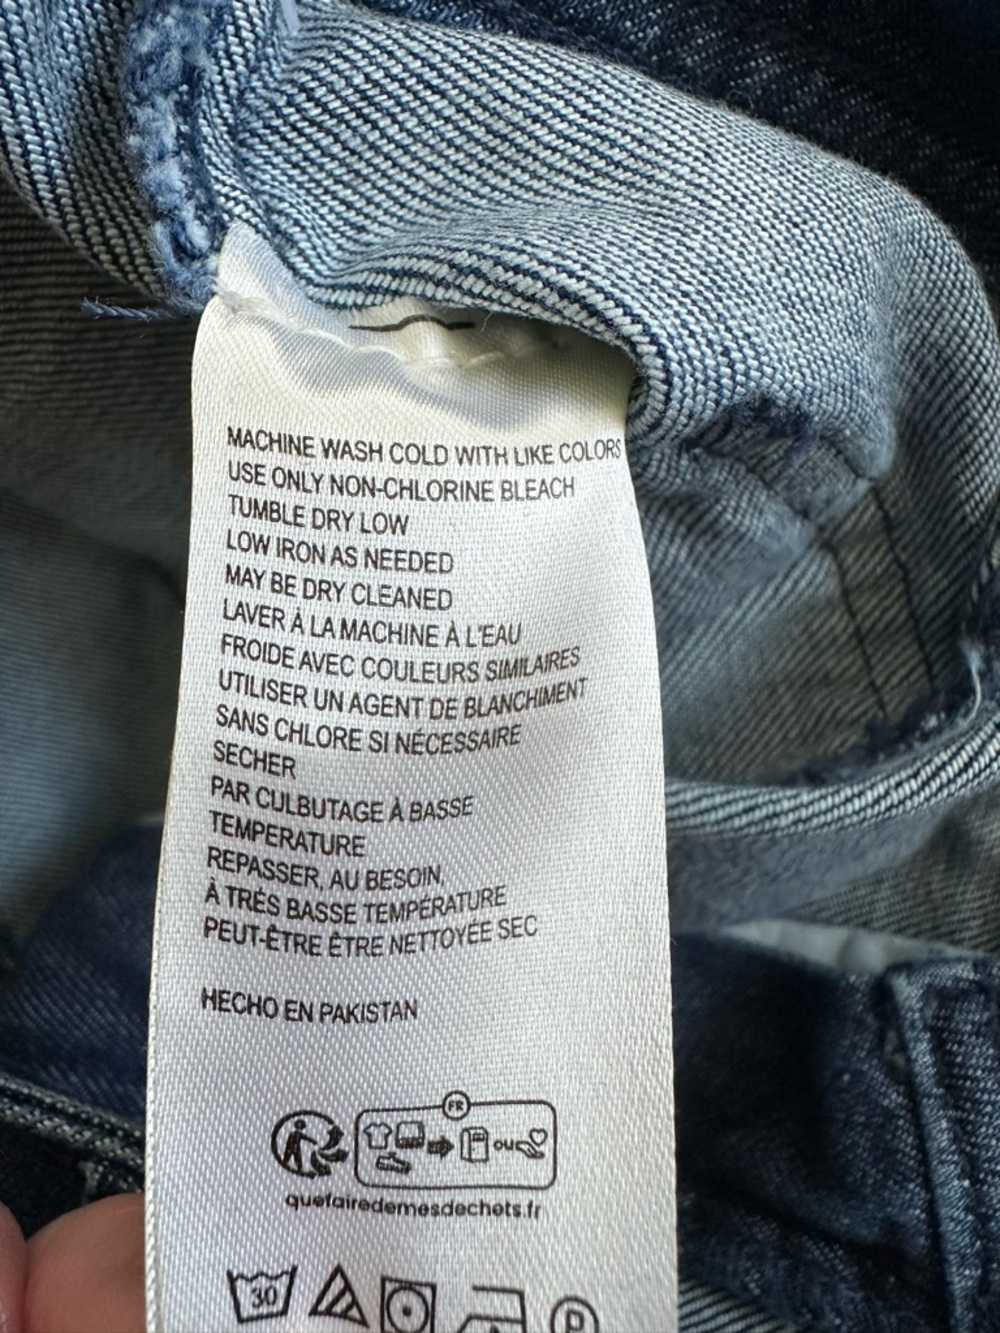 MACHINE WASH COLD WITH LIKE COLORS
USE ONLY NON-CHLORINE BLEACH
TUMBLE DRY LOW
LOW IRON AS NEEDED
MAY BE DRY CLEANED
LAVER À LA MACHINE À L'EAU
FROIDE AVEC COULEURS SIMILAIRES
UTILISER UN AGENT DE BLANCHIMENT
SANS CHLORE SI NÉCESSAIRE
SECHER
PAR CULBUTAGE À BASSE
TEMPERATURE
REPASSER, AU BESOIN,
À TRÉS BASSE TEMPÉRATURE
PEUT-ÊTRE ÊTRE NETTOYÉE SEC
HECHO EN PAKISTAN
FR
ou
quefairedemesdechets.fr
30 P